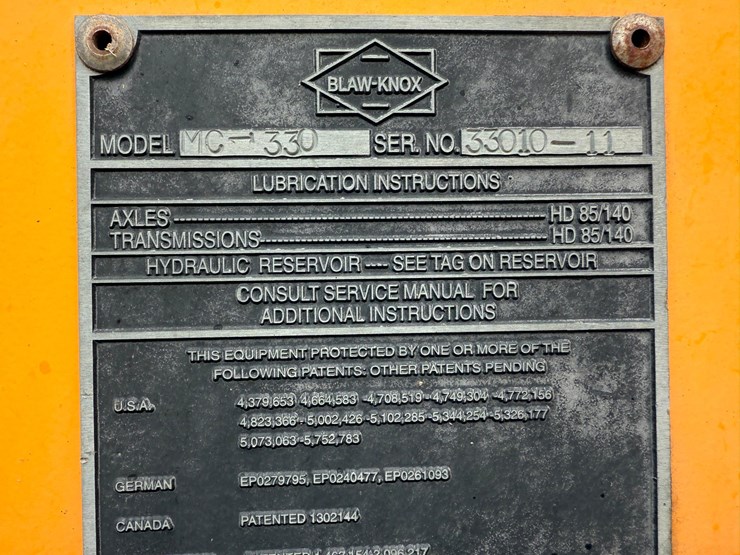 BLAW-KNOX
MODEL MC-1330 SER. NO. 33010-11
LUBRICATION INSTRUCTIONS
AXLES HD 85/140
TRANSMISSIONS HD 85/140
HYDRAULIC RESERVOIR --- SEE TAG ON RESERVOIR
CONSULT SERVICE MANUAL FOR
ADDITIONAL INSTRUCTIONS
THIS EQUIPMENT PROTECTED BY ONE OR MORE OF THE
FOLLOWING PATENTS: OTHER PATENTS PENDING
U.S.A. 4,379,653 4,664,583 -4,708,519 -4,749,304 -4,772,156
4,823,366 -5,002,426 -5,102,285 -5,344,254 -5,326,177
5,073,063 -5,752,783
GERMAN EP0279795, EP0240477, EP0261093
CANADA PATENTED 1302144